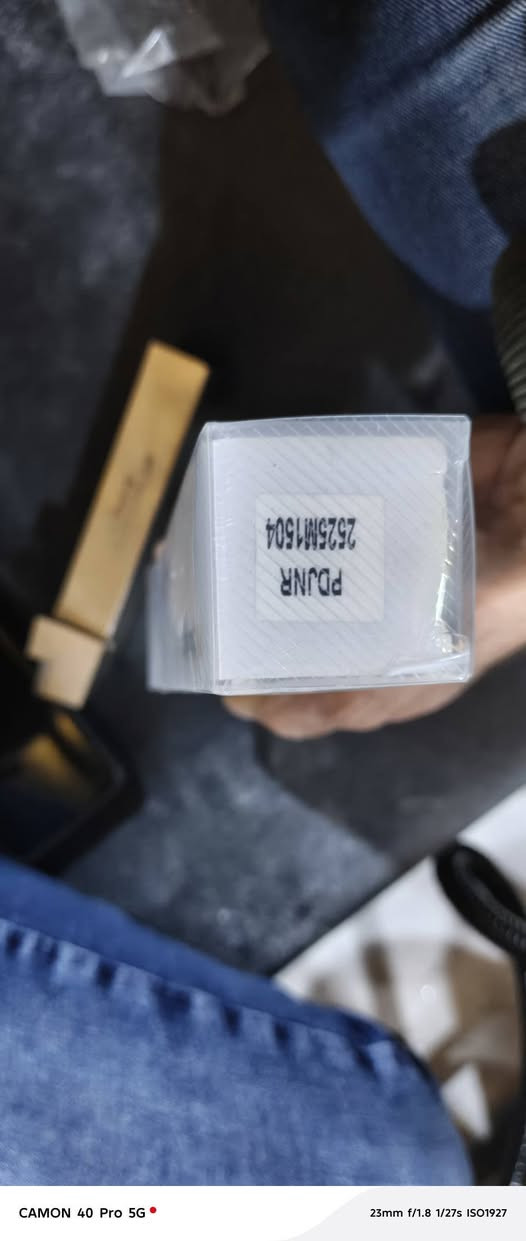 PDJNR
2525M1504
CAMON 40 Pro 5G
23mm f/1.8 1/27s ISO1927